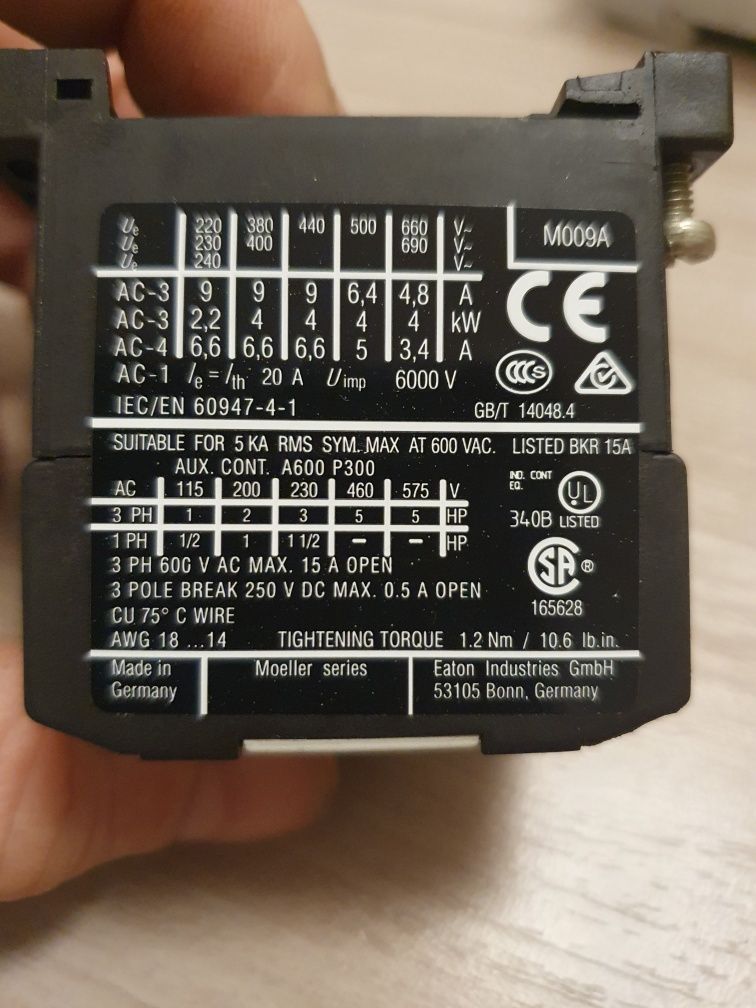 Ue 220 380 440 500 660 V~ M009A
Ue 230 400 690 V~
Ue 240 V~
AC-3 9 9 9 6,4 4,8 A
AC-3 2,2 4 4 4 4 kW
AC-4 6,6 6,6 6,6 5 3,4 A
AC-1 Ie = Ith 20 A Uimp 6000 V
IEC/EN 60947-4-1 GB/T 14048.4
CE
CCC S
SUITABLE FOR 5 KA RMS SYM. MAX AT 600 VAC. LISTED BKR 15A
AUX. CONT. A600 P300
AC 115 200 230 460 575 V
3 PH 1 2 3 5 5 HP
1 PH 1/2 1 1 1/2 – – HP
IND. CONT
EQ.
UL
340B LISTED
3 PH 600 V AC MAX. 15 A OPEN
3 POLE BREAK 250 V DC MAX. 0.5 A OPEN
SA ®
165628
CU 75° C WIRE
AWG 18 ...14 TIGHTENING TORQUE 1.2 Nm / 10.6 lb.in.
Made in Moeller series Eaton Industries GmbH
Germany 53105 Bonn, Germany